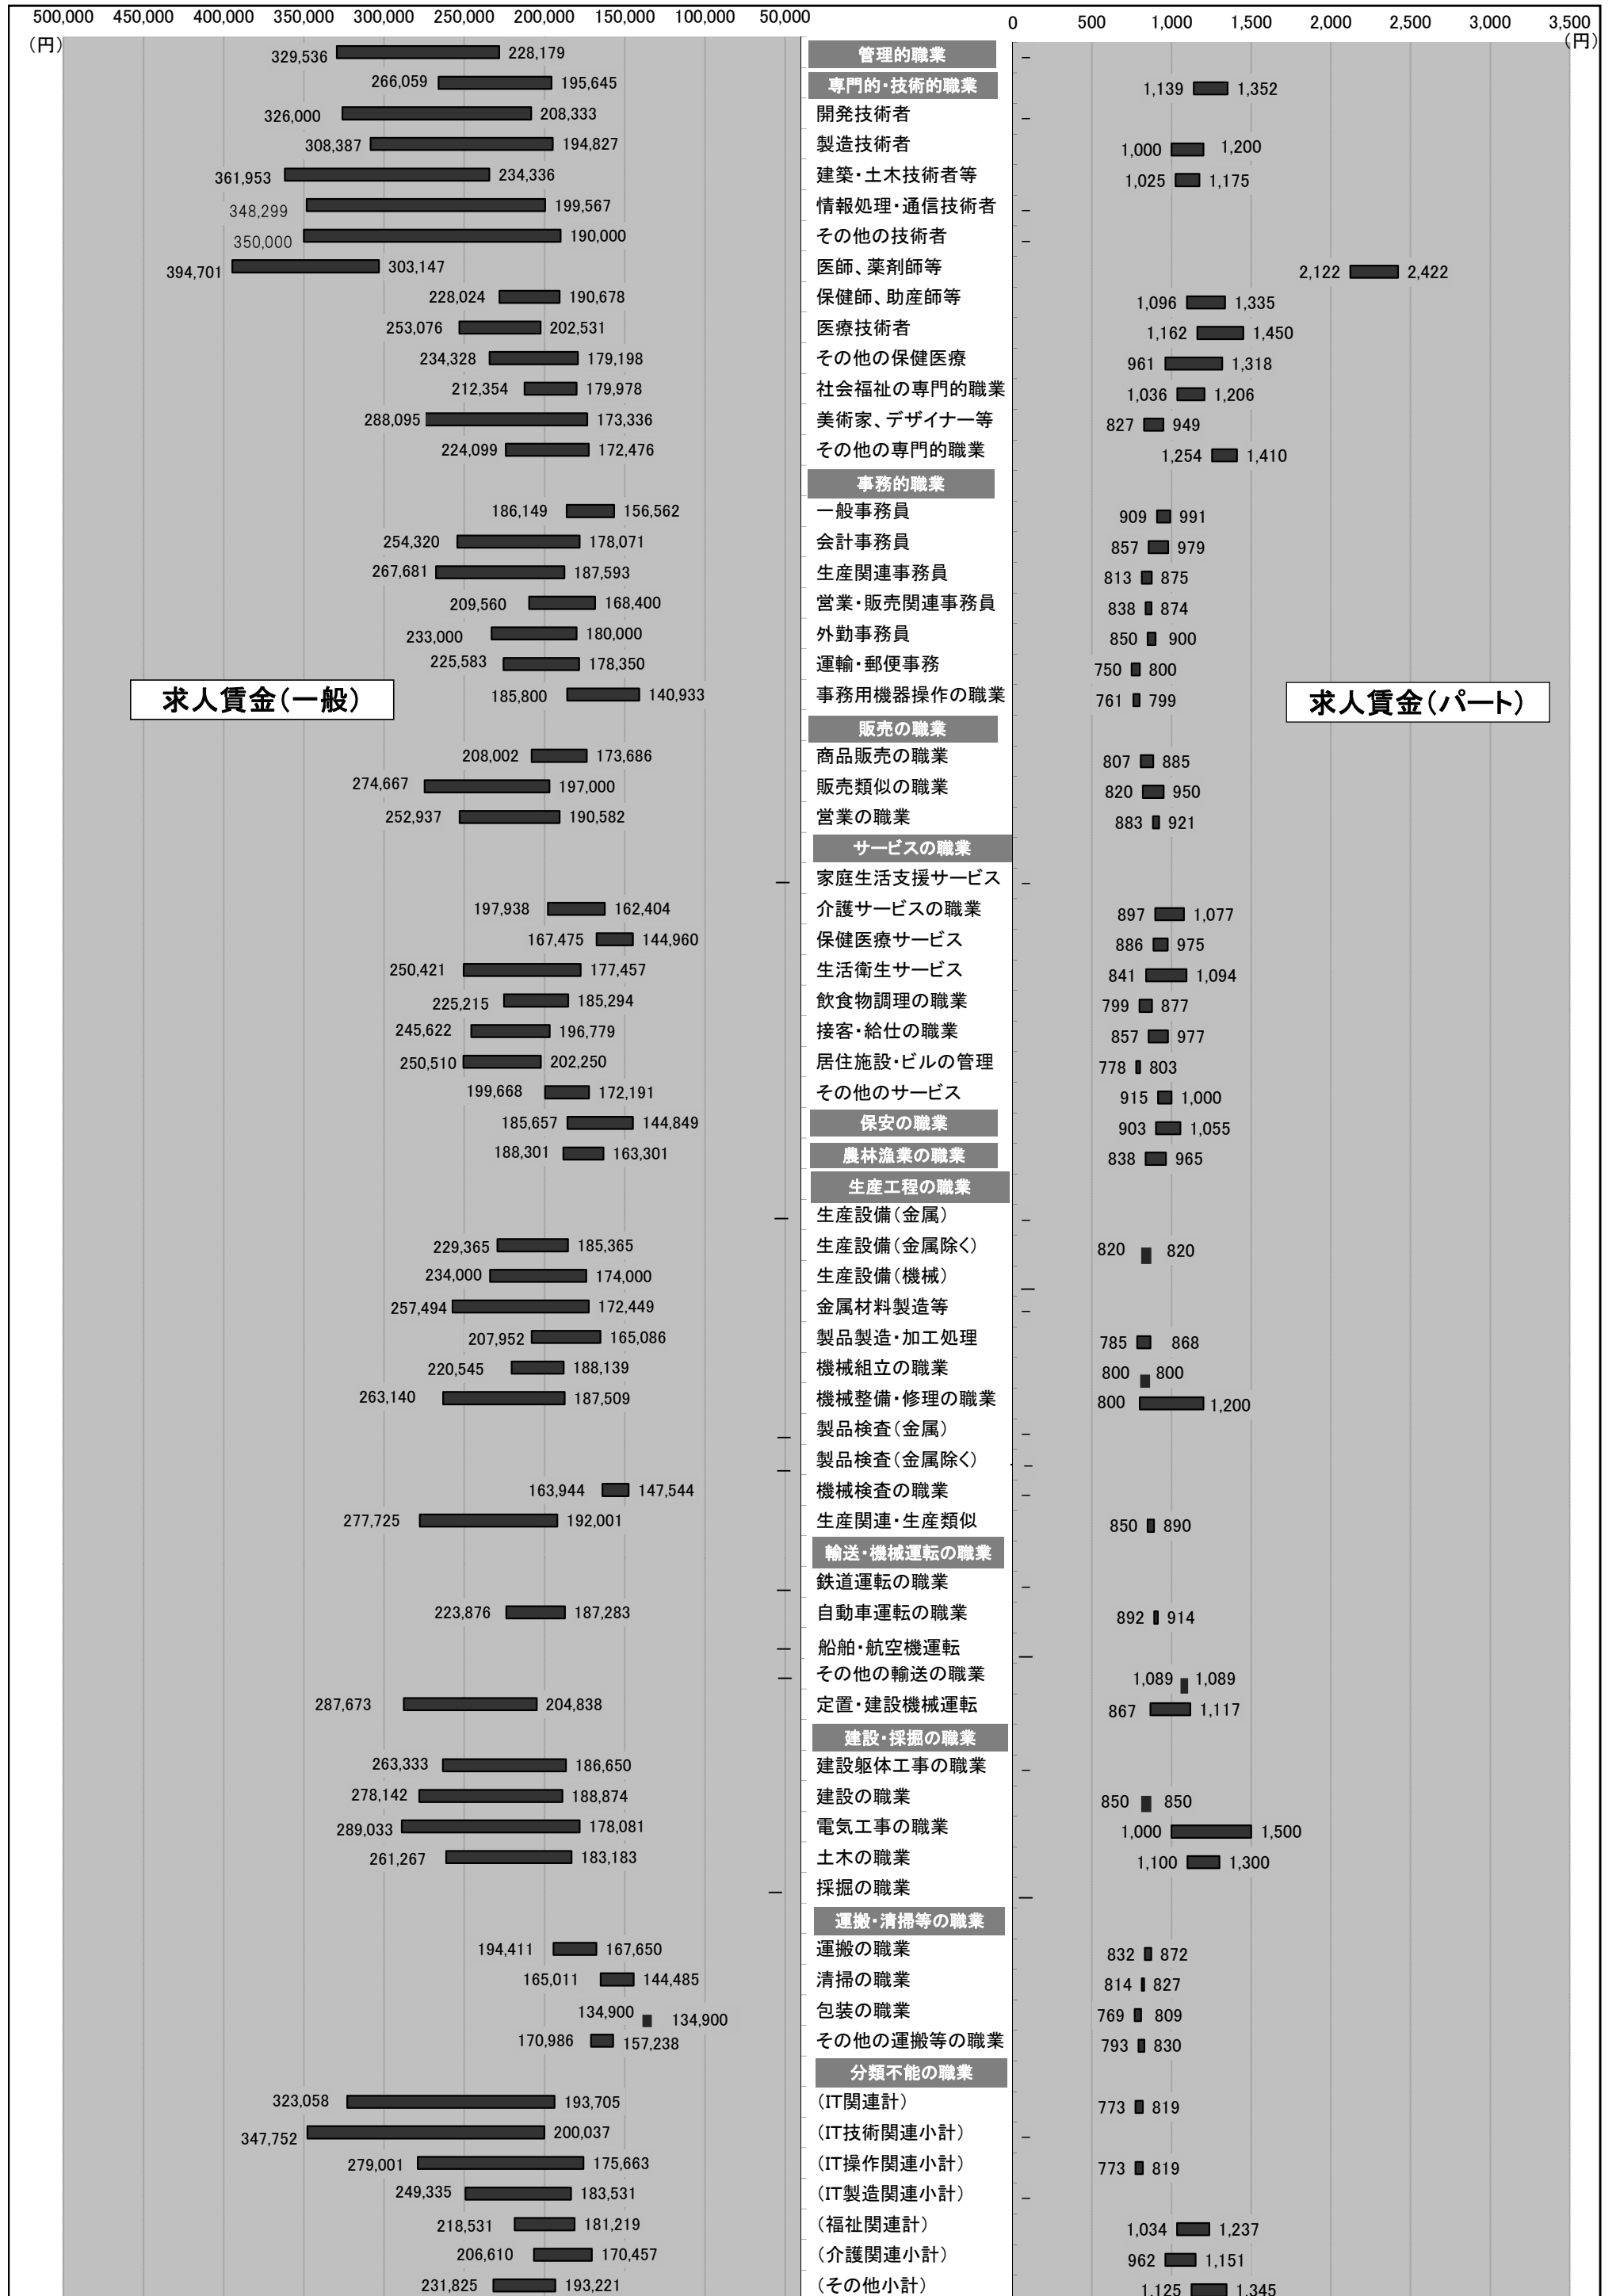 500,000 450,000 400,000 350,000 300,000 250,000 200,000 150,000 100,000 50,000 0 500 1,000 1,500 2,000 2,500 3,000 3,500
(円) (円)
329,536 228,179 管理的職業 –
266,059 195,645 専門的・技術的職業 1,139 1,352
326,000 208,333 開発技術者 –
308,387 194,827 製造技術者 1,000 1,200
361,953 234,336 建築・土木技術者等 1,025 1,175
348,299 199,567 情報処理・通信技術者 –
350,000 190,000 その他の技術者 –
394,701 303,147 医師、薬剤師等 2,122 2,422
228,024 190,678 保健師、助産師等 1,096 1,335
253,076 202,531 医療技術者 1,162 1,450
234,328 179,198 その他の保健医療 961 1,318
212,354 179,978 社会福祉の専門的職業 1,036 1,206
288,095 173,336 美術家、デザイナー等 827 949
224,099 172,476 その他の専門的職業 1,254 1,410
事務的職業
186,149 156,562 一般事務員 909 991
254,320 178,071 会計事務員 857 979
267,681 187,593 生産関連事務員 813 875
209,560 168,400 営業・販売関連事務員 838 874
233,000 180,000 外勤事務員 850 900
225,583 178,350 運輸・郵便事務 750 800
求人賃金(一般) 185,800 140,933 事務用機器操作の職業 761 799 求人賃金(パート)
販売の職業
208,002 173,686 商品販売の職業 807 885
274,667 197,000 販売類似の職業 820 950
252,937 190,582 営業の職業 883 921
サービスの職業
– 家庭生活支援サービス –
197,938 162,404 介護サービスの職業 897 1,077
167,475 144,960 保健医療サービス 886 975
250,421 177,457 生活衛生サービス 841 1,094
225,215 185,294 飲食物調理の職業 799 877
245,622 196,779 接客・給仕の職業 857 977
250,510 202,250 居住施設・ビルの管理 778 803
199,668 172,191 その他のサービス 915 1,000
185,657 144,849 保安の職業 903 1,055
188,301 163,301 農林漁業の職業 838 965
生産工程の職業
– 生産設備(金属) –
229,365 185,365 生産設備(金属除く) 820 820
234,000 174,000 生産設備(機械) –
257,494 172,449 金属材料製造等 –
207,952 165,086 製品製造・加工処理 785 868
220,545 188,139 機械組立の職業 800 800
263,140 187,509 機械整備・修理の職業 800 1,200
– 製品検査(金属) –
– 製品検査(金属除く) –
163,944 147,544 機械検査の職業 –
277,725 192,001 生産関連・生産類似 850 890
輸送・機械運転の職業
– 鉄道運転の職業 –
223,876 187,283 自動車運転の職業 892 914
– 船舶・航空機運転 –
– その他の輸送の職業 1,089 1,089
287,673 204,838 定置・建設機械運転 867 1,117
建設・採掘の職業
263,333 186,650 建設躯体工事の職業 –
278,142 188,874 建設の職業 850 850
289,033 178,081 電気工事の職業 1,000 1,500
261,267 183,183 土木の職業 1,100 1,300
– 採掘の職業 –
運搬・清掃等の職業
194,411 167,650 運搬の職業 832 872
165,011 144,485 清掃の職業 814 827
134,900 134,900 包装の職業 769 809
170,986 157,238 その他の運搬等の職業 793 830
分類不能の職業
323,058 193,705 (IT関連計) 773 819
347,752 200,037 (IT技術関連小計) –
279,001 175,663 (IT操作関連小計) 773 819
249,335 183,531 (IT製造関連小計) –
218,531 181,219 (福祉関連計) 1,034 1,237
206,610 170,457 (介護関連小計) 962 1,151
231,825 193,221 (その他小計) 1,125 1,345